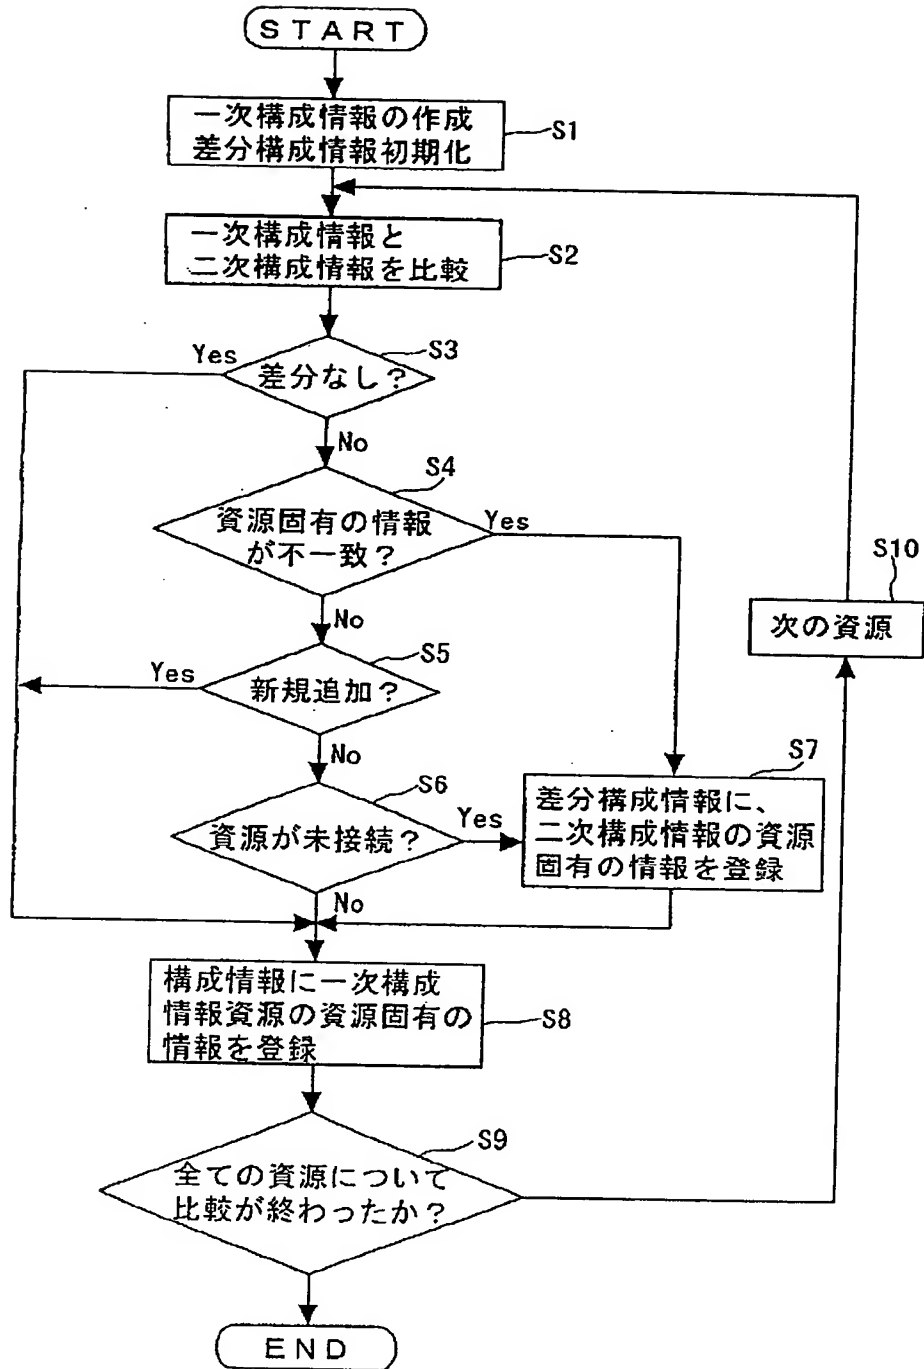 START
一次構成情報の作成
差分構成情報初期化
S1
一次構成情報と
二次構成情報を比較
S2
S3
Yes
差分なし?
No
S4
資源固有の情報
が不一致?
Yes
S10
次の資源
No
S5
Yes
新規追加?
No
S6
資源が未接続?
Yes
S7
差分構成情報に、
二次構成情報の資源
固有の情報を登録
No
構成情報に一次構成
情報資源の資源固有の
情報を登録
S8
S9
全ての資源について
比較が終わったか?
END